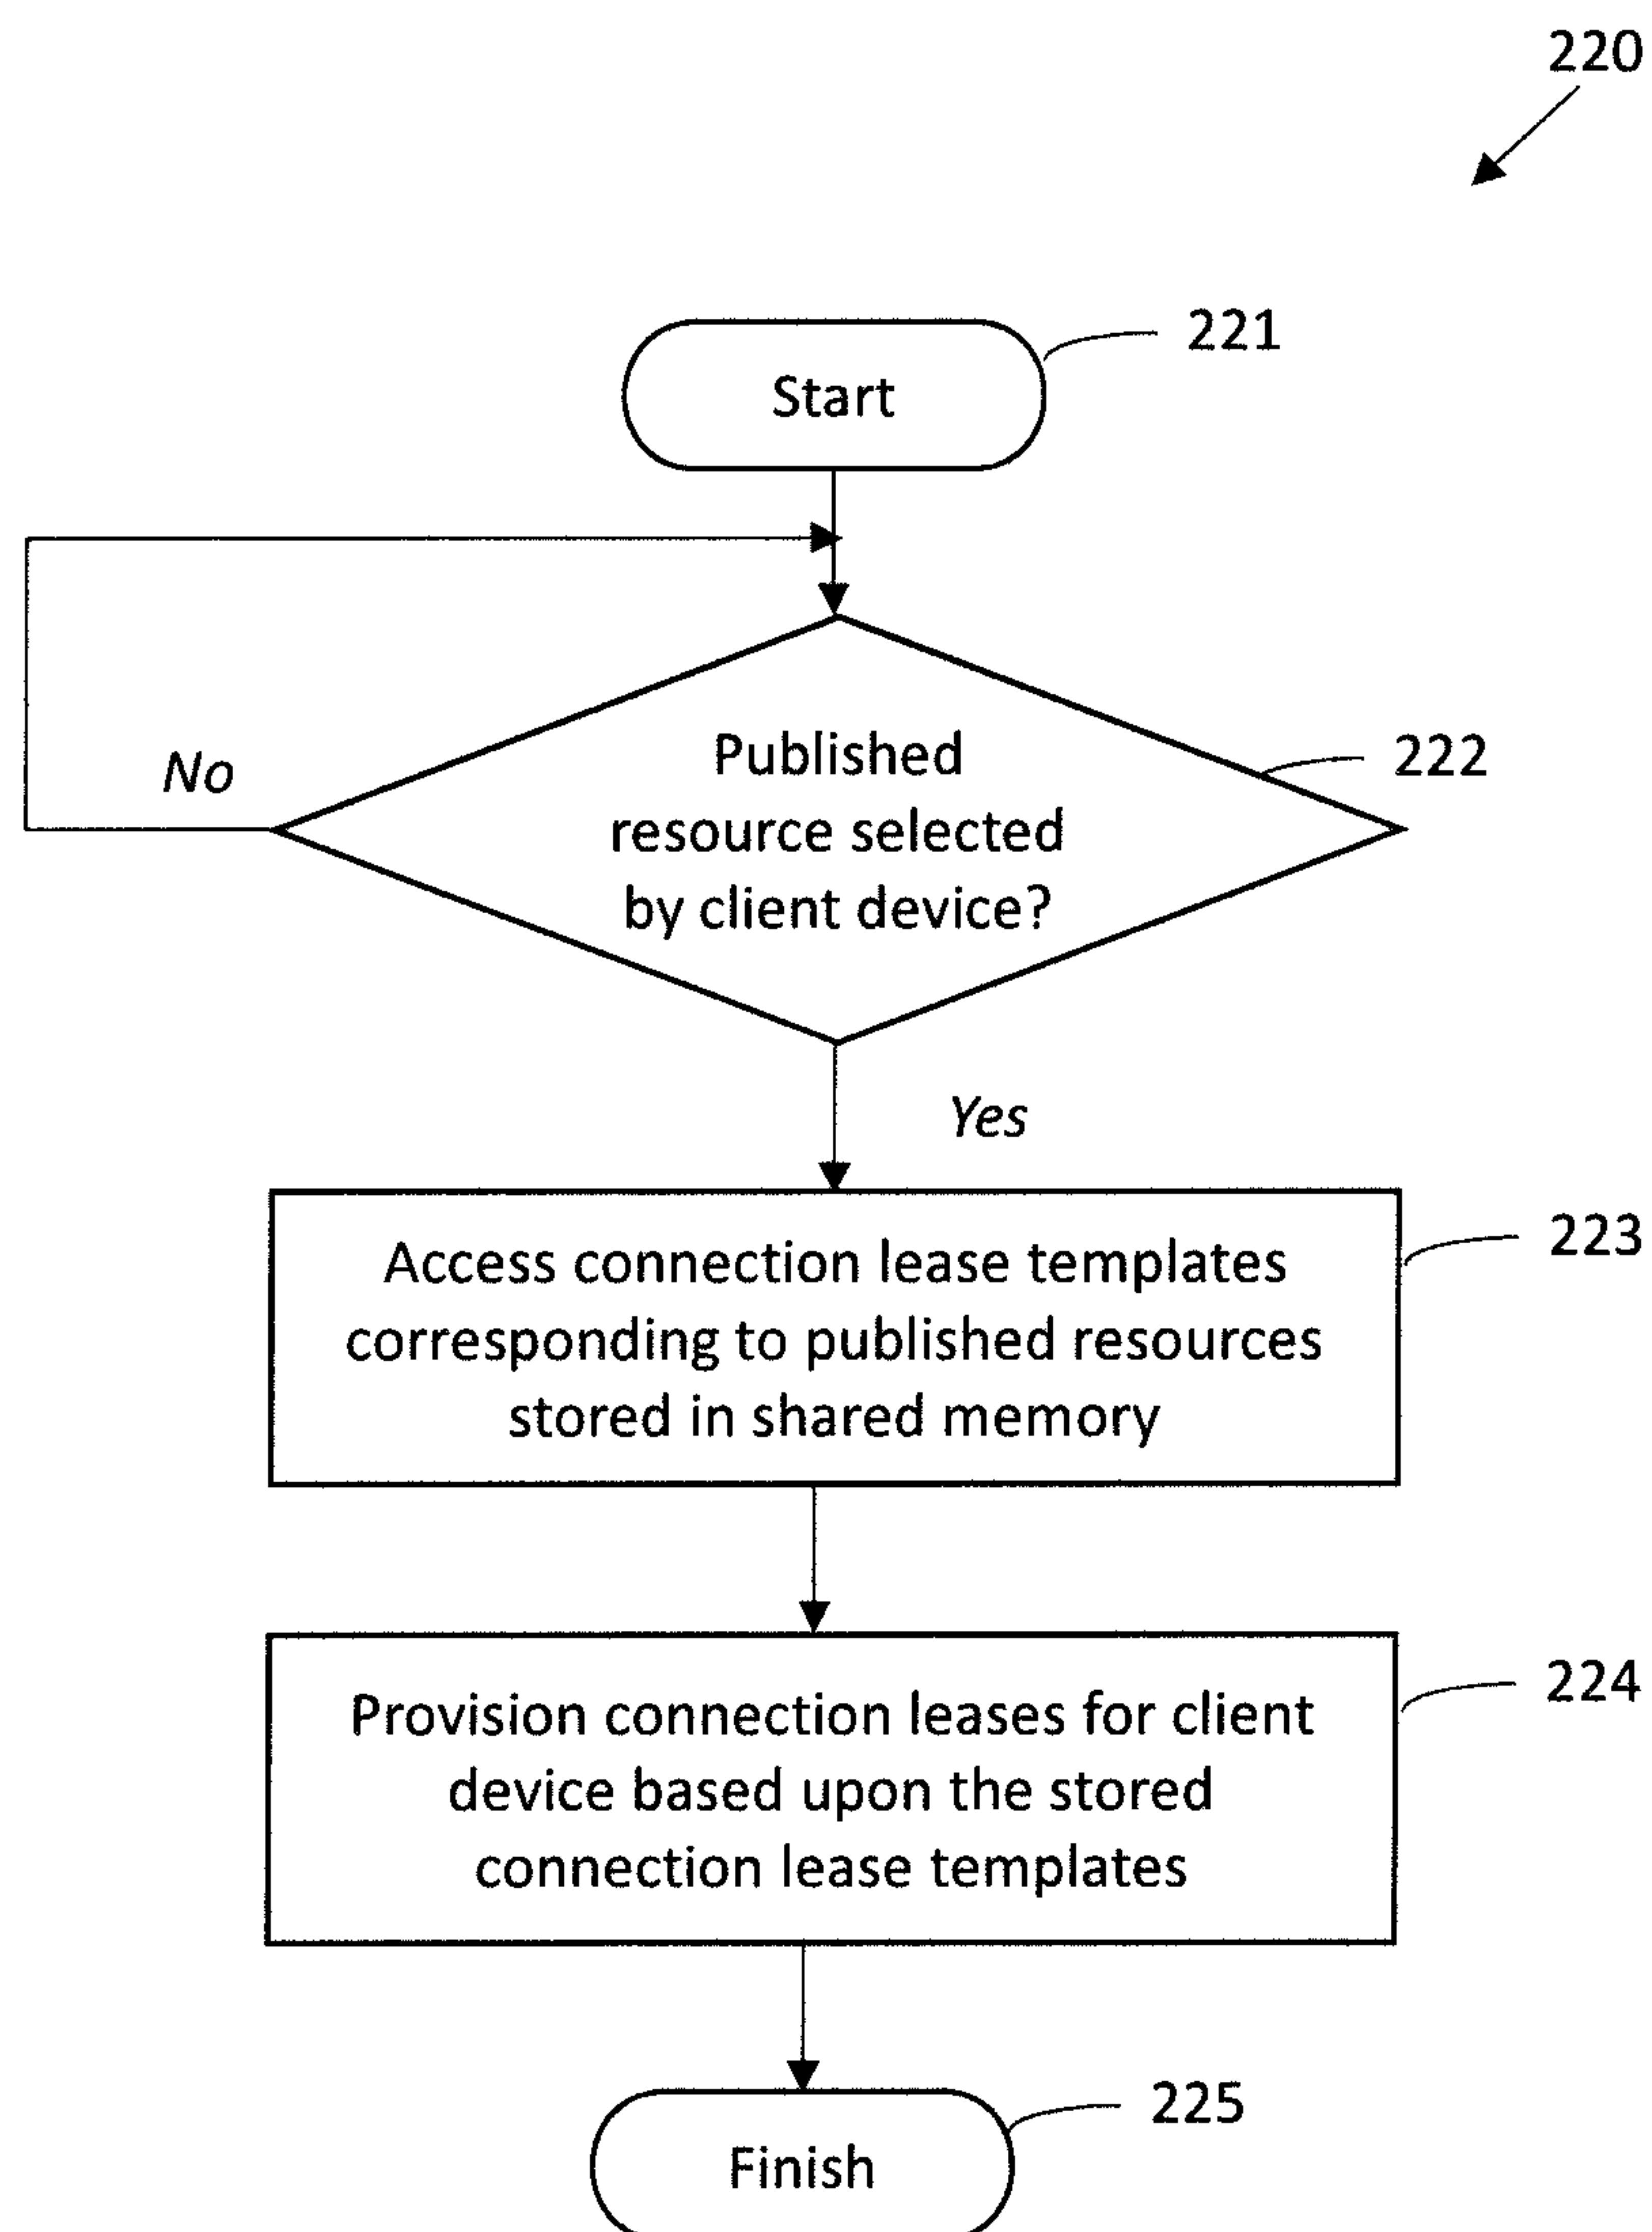 220
221
Start
Published
resource selected
by client device?
222
No
Yes
Access connection lease templates
corresponding to published resources
stored in shared memory
223
Provision connection leases for client
device based upon the stored
connection lease templates
224
225
Finish